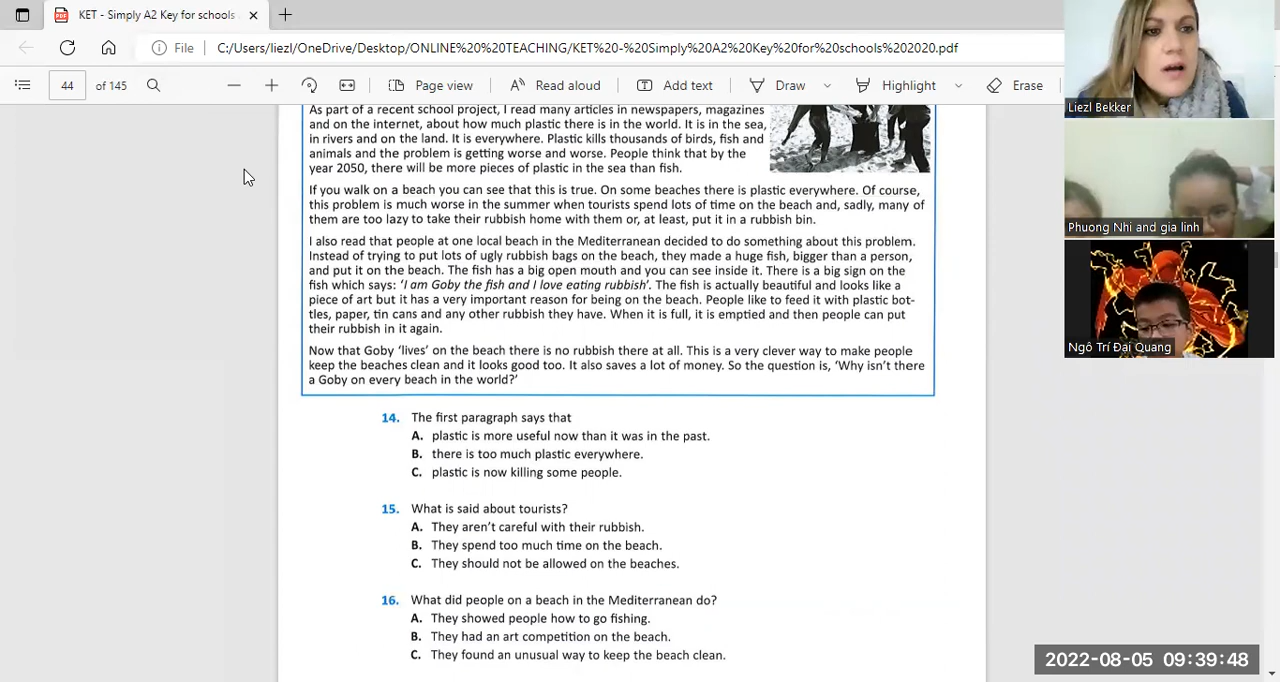 KET - Simply A2 Key for schools
File
C:/Users/liezl/OneDrive/Desktop/ONLINE%20%20TEACHING/KET%20-%20Simply%20A2%20Key%20for%20schools%202020.pdf
44 of 145
Page view
Read aloud
Add text
Draw
Highlight
Erase
As part of a recent school project, I read many articles in newspapers, magazines
and on the internet, about how much plastic there is in the world. It is in the sea,
in rivers and on the land. It is everywhere. Plastic kills thousands of birds, fish and
animals and the problem is getting worse and worse. People think that by the
year 2050, there will be more pieces of plastic in the sea than fish.
If you walk on a beach you can see that this is true. On some beaches there is plastic everywhere. Of course,
this problem is much worse in the summer when tourists spend lots of time on the beach and, sadly, many of
them are too lazy to take their rubbish home with them or, at least, put it in a rubbish bin.
I also read that people at one local beach in the Mediterranean decided to do something about this problem.
Instead of trying to put lots of ugly rubbish bags on the beach, they made a huge fish, bigger than a person,
and put it on the beach. The fish has a big open mouth and you can see inside it. There is a big sign on the
fish which says: ‘I am Goby the fish and I love eating rubbish’. The fish is actually beautiful and looks like a
piece of art but it has a very important reason for being on the beach. People like to feed it with plastic bot-
tles, paper, tin cans and any other rubbish they have. When it is full, it is emptied and then people can put
their rubbish in it again.
Now that Goby ‘lives’ on the beach there is no rubbish there at all. This is a very clever way to make people
keep the beaches clean and it looks good too. It also saves a lot of money. So the question is, ‘Why isn’t there
a Goby on every beach in the world?’
14. The first paragraph says that
A. plastic is more useful now than it was in the past.
B. there is too much plastic everywhere.
C. plastic is now killing some people.
15. What is said about tourists?
A. They aren’t careful with their rubbish.
B. They spend too much time on the beach.
C. They should not be allowed on the beaches.
16. What did people on a beach in the Mediterranean do?
A. They showed people how to go fishing.
B. They had an art competition on the beach.
C. They found an unusual way to keep the beach clean.
Liezl Bekker
Phuong Nhi and gia linh
Ngô Trí Đại Quang
2022-08-05 09:39:48